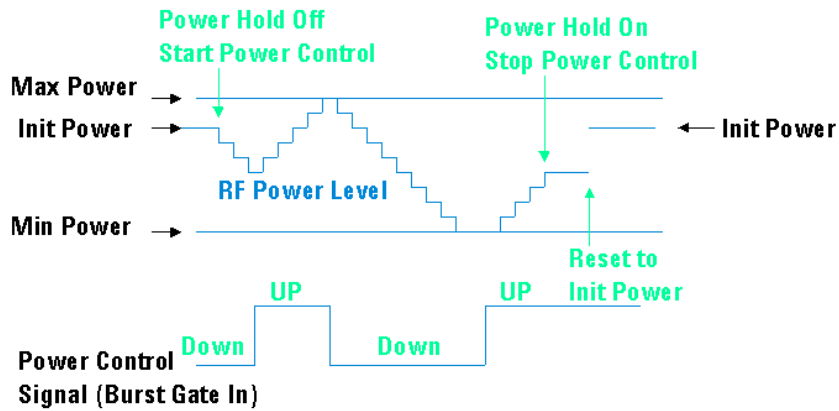 Power Hold Off
Start Power Control
Power Hold On
Stop Power Control
Max Power
Init Power
Init Power
RF Power Level
Min Power
Reset to
Init Power
UP
UP
Down
Down
Power Control
Signal (Burst Gate In)